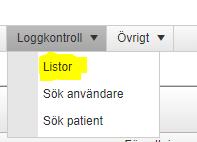 Loggkontroll Övrigt
Listor
Sök användare
Sök patient